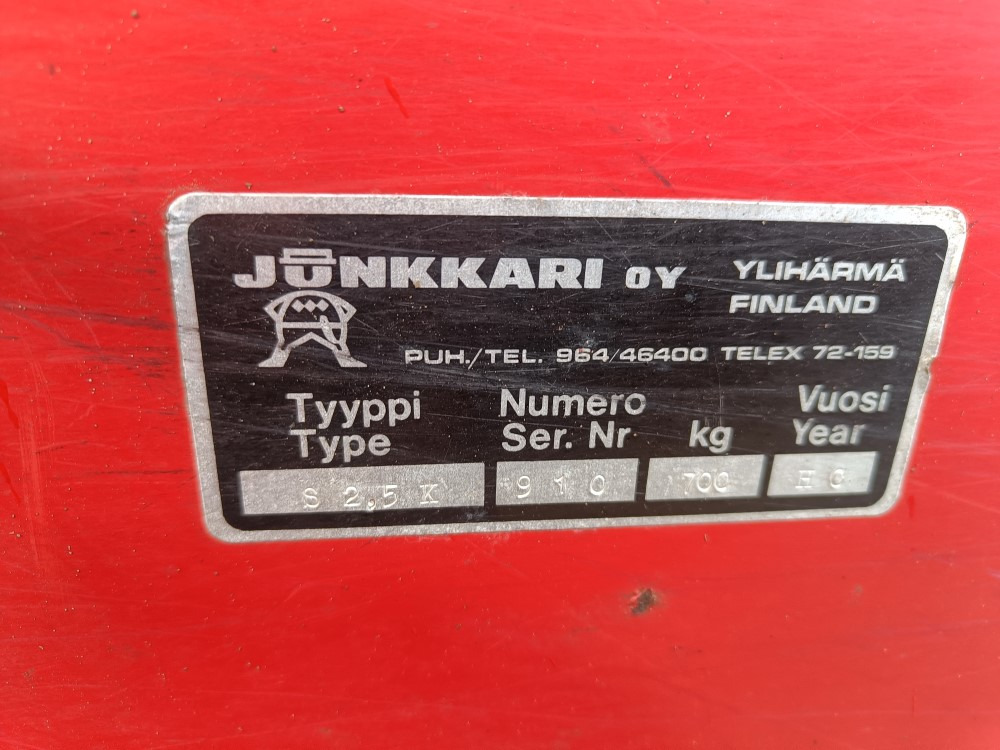 JUNKKARI OY YLIHÄRMÄ
FINLAND
PUH./TEL. 964/46400 TELEX 72-159
Tyyppi Numero Vuosi
Type Ser. Nr kg Year
S 2,5 K 910 700 HC